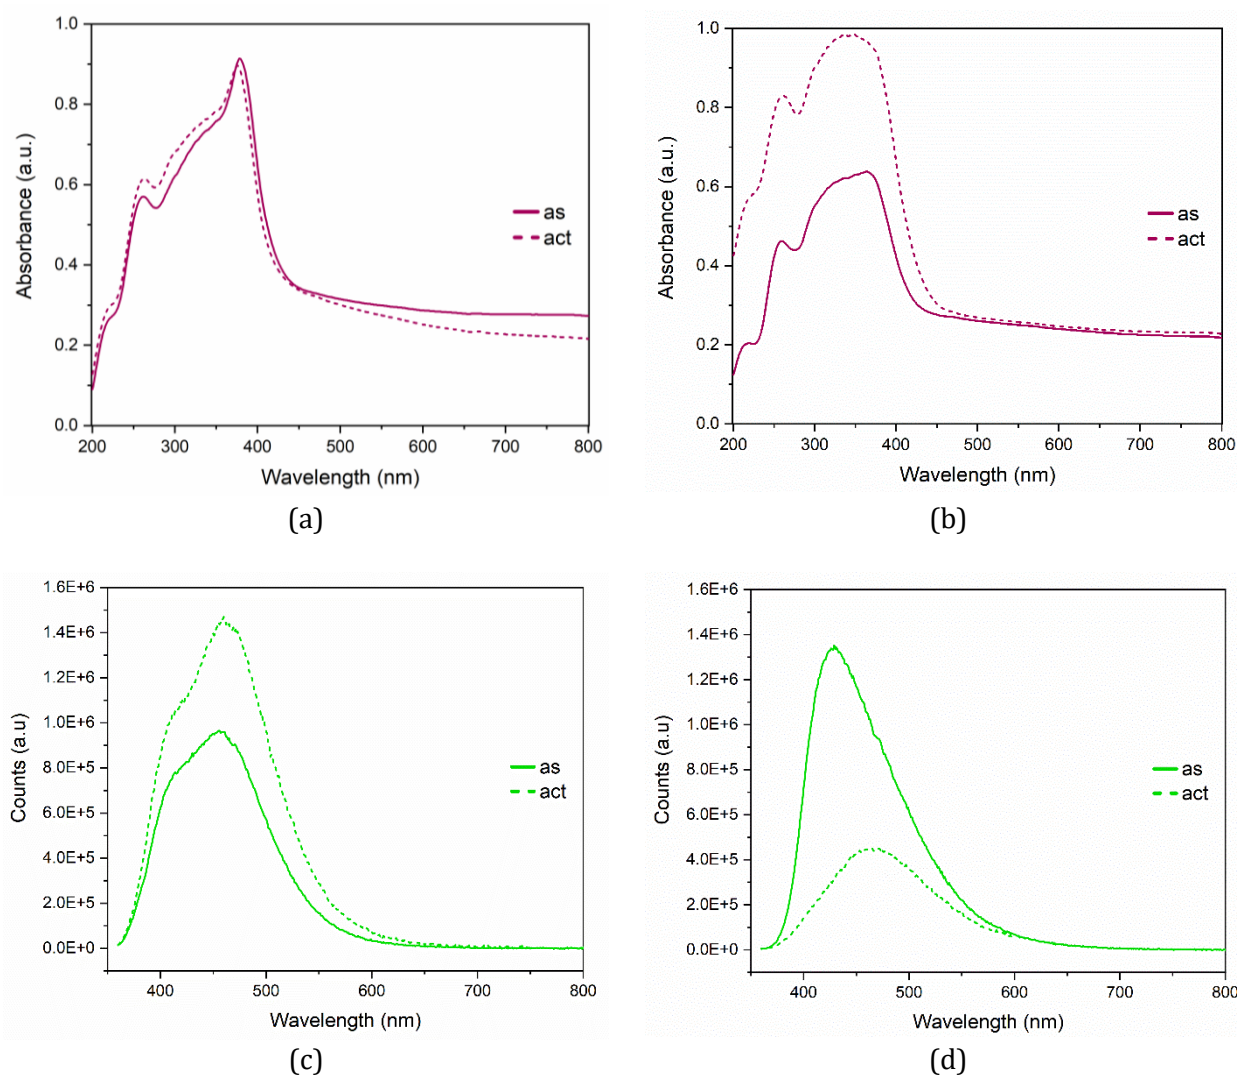 1.0
0.8
0.6
0.4
0.2
0.0
200 300 400 500 600 700 800
Absorbance (a.u.)
Wavelength (nm)
as
act
(a)
1.0
0.8
0.6
0.4
0.2
0.0
200 300 400 500 600 700 800
Absorbance (a.u.)
Wavelength (nm)
as
act
(b)
1.6E+6
1.4E+6
1.2E+6
1.0E+6
8.0E+5
6.0E+5
4.0E+5
2.0E+5
0.0E+0
400 500 600 700 800
Counts (a.u)
Wavelength (nm)
as
act
(c)
1.6E+6
1.4E+6
1.2E+6
1.0E+6
8.0E+5
6.0E+5
4.0E+5
2.0E+5
0.0E+0
400 500 600 700 800
Counts (a.u)
Wavelength (nm)
as
act
(d)